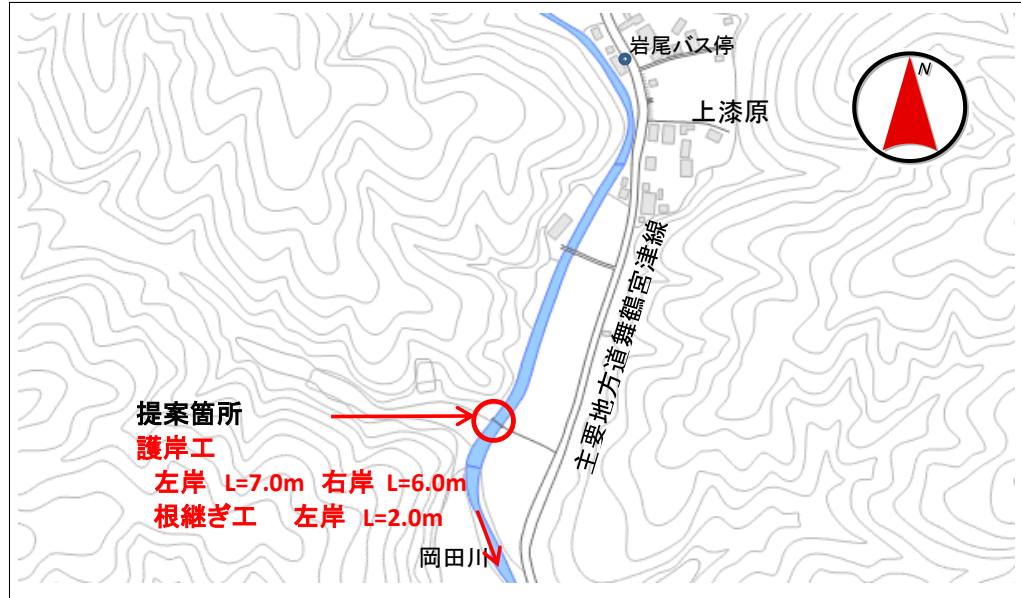 岩尾バス停
N
上漆原
主要地方道舞鶴宮津線
提案箇所
護岸工
左岸 L=7.0m 右岸 L=6.0m
根継ぎ工 左岸 L=2.0m
岡田川